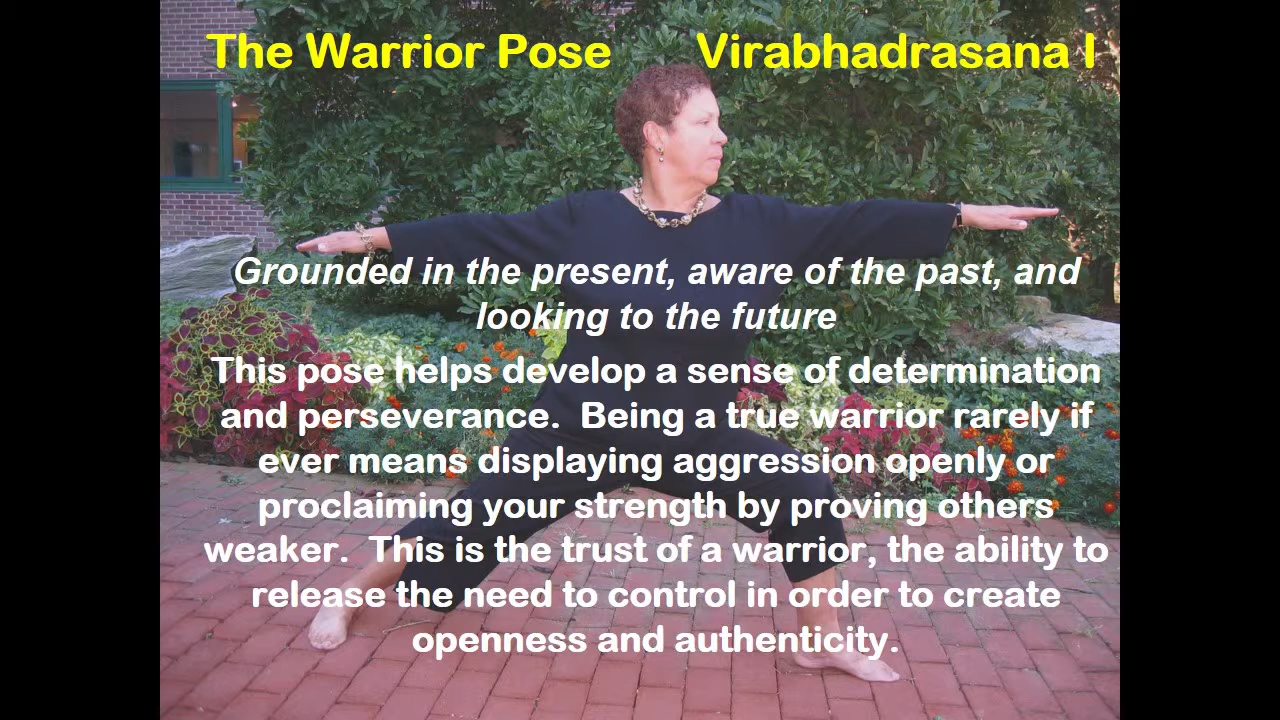 The Warrior Pose Virabhadrasana I
Grounded in the present, aware of the past, and
looking to the future
This pose helps develop a sense of determination
and perseverance. Being a true warrior rarely if
ever means displaying aggression openly or
proclaiming your strength by proving others
weaker. This is the trust of a warrior, the ability to
release the need to control in order to create
openness and authenticity.